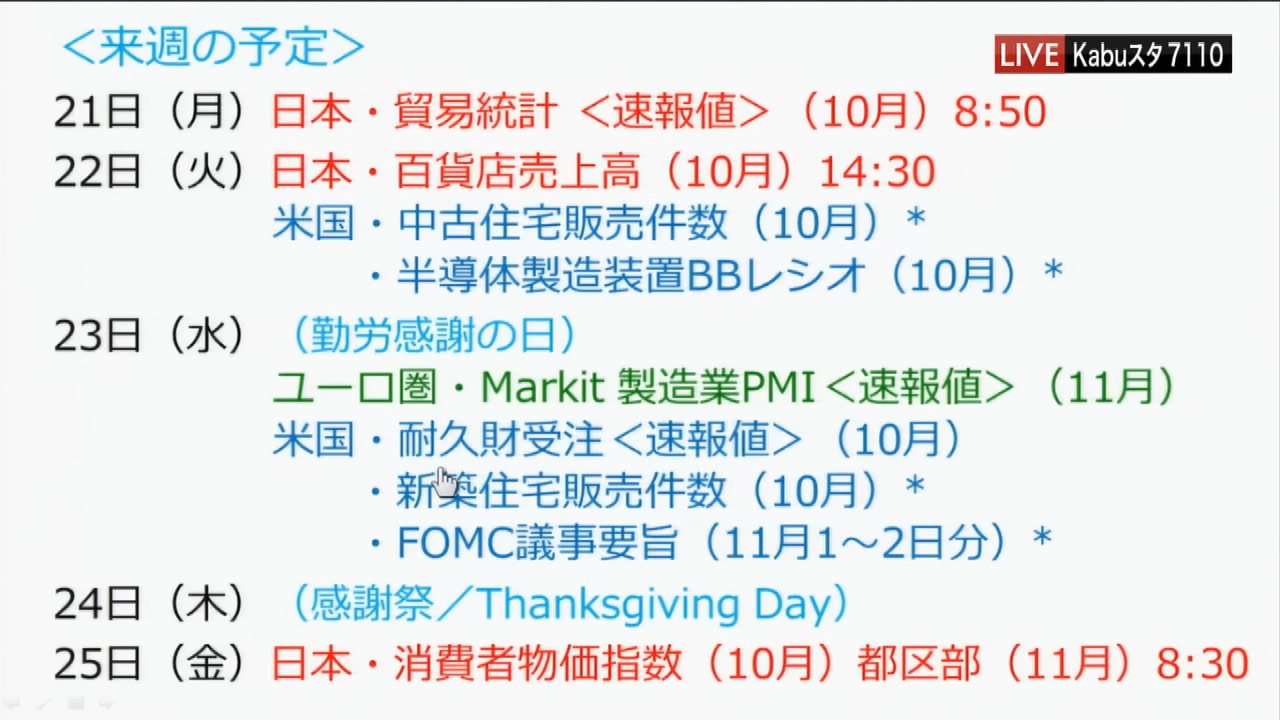 ＜来週の予定＞
LIVE Kabuスタ 7110
21日（月）日本・貿易統計 ＜速報値＞（10月）8:50
22日（火）日本・百貨店売上高（10月）14:30
米国・中古住宅販売件数（10月）*
・半導体製造装置BBレシオ（10月）*
23日（水）（勤労感謝の日）
ユーロ圏・Markit 製造業PMI＜速報値＞（11月）
米国・耐久財受注＜速報値＞（10月）
・新築住宅販売件数（10月）*
・FOMC議事要旨（11月1～2日分）*
24日（木）（感謝祭／Thanksgiving Day）
25日（金）日本・消費者物価指数（10月）都区部（11月）8:30